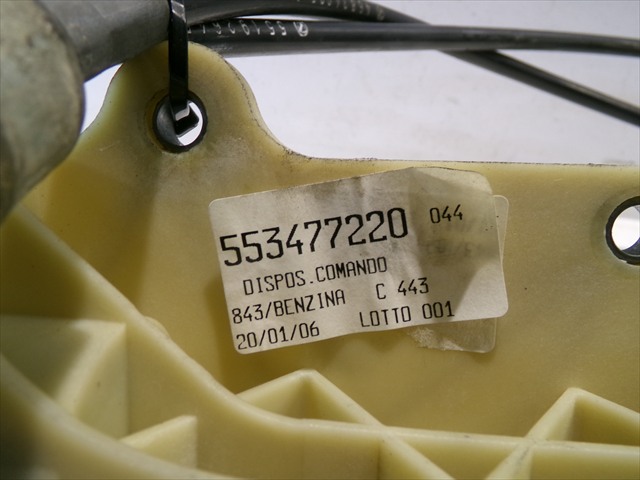 553477220 044
DISPOS.COMANDO
843/BENZINA C 443
20/01/06 LOTTO 001